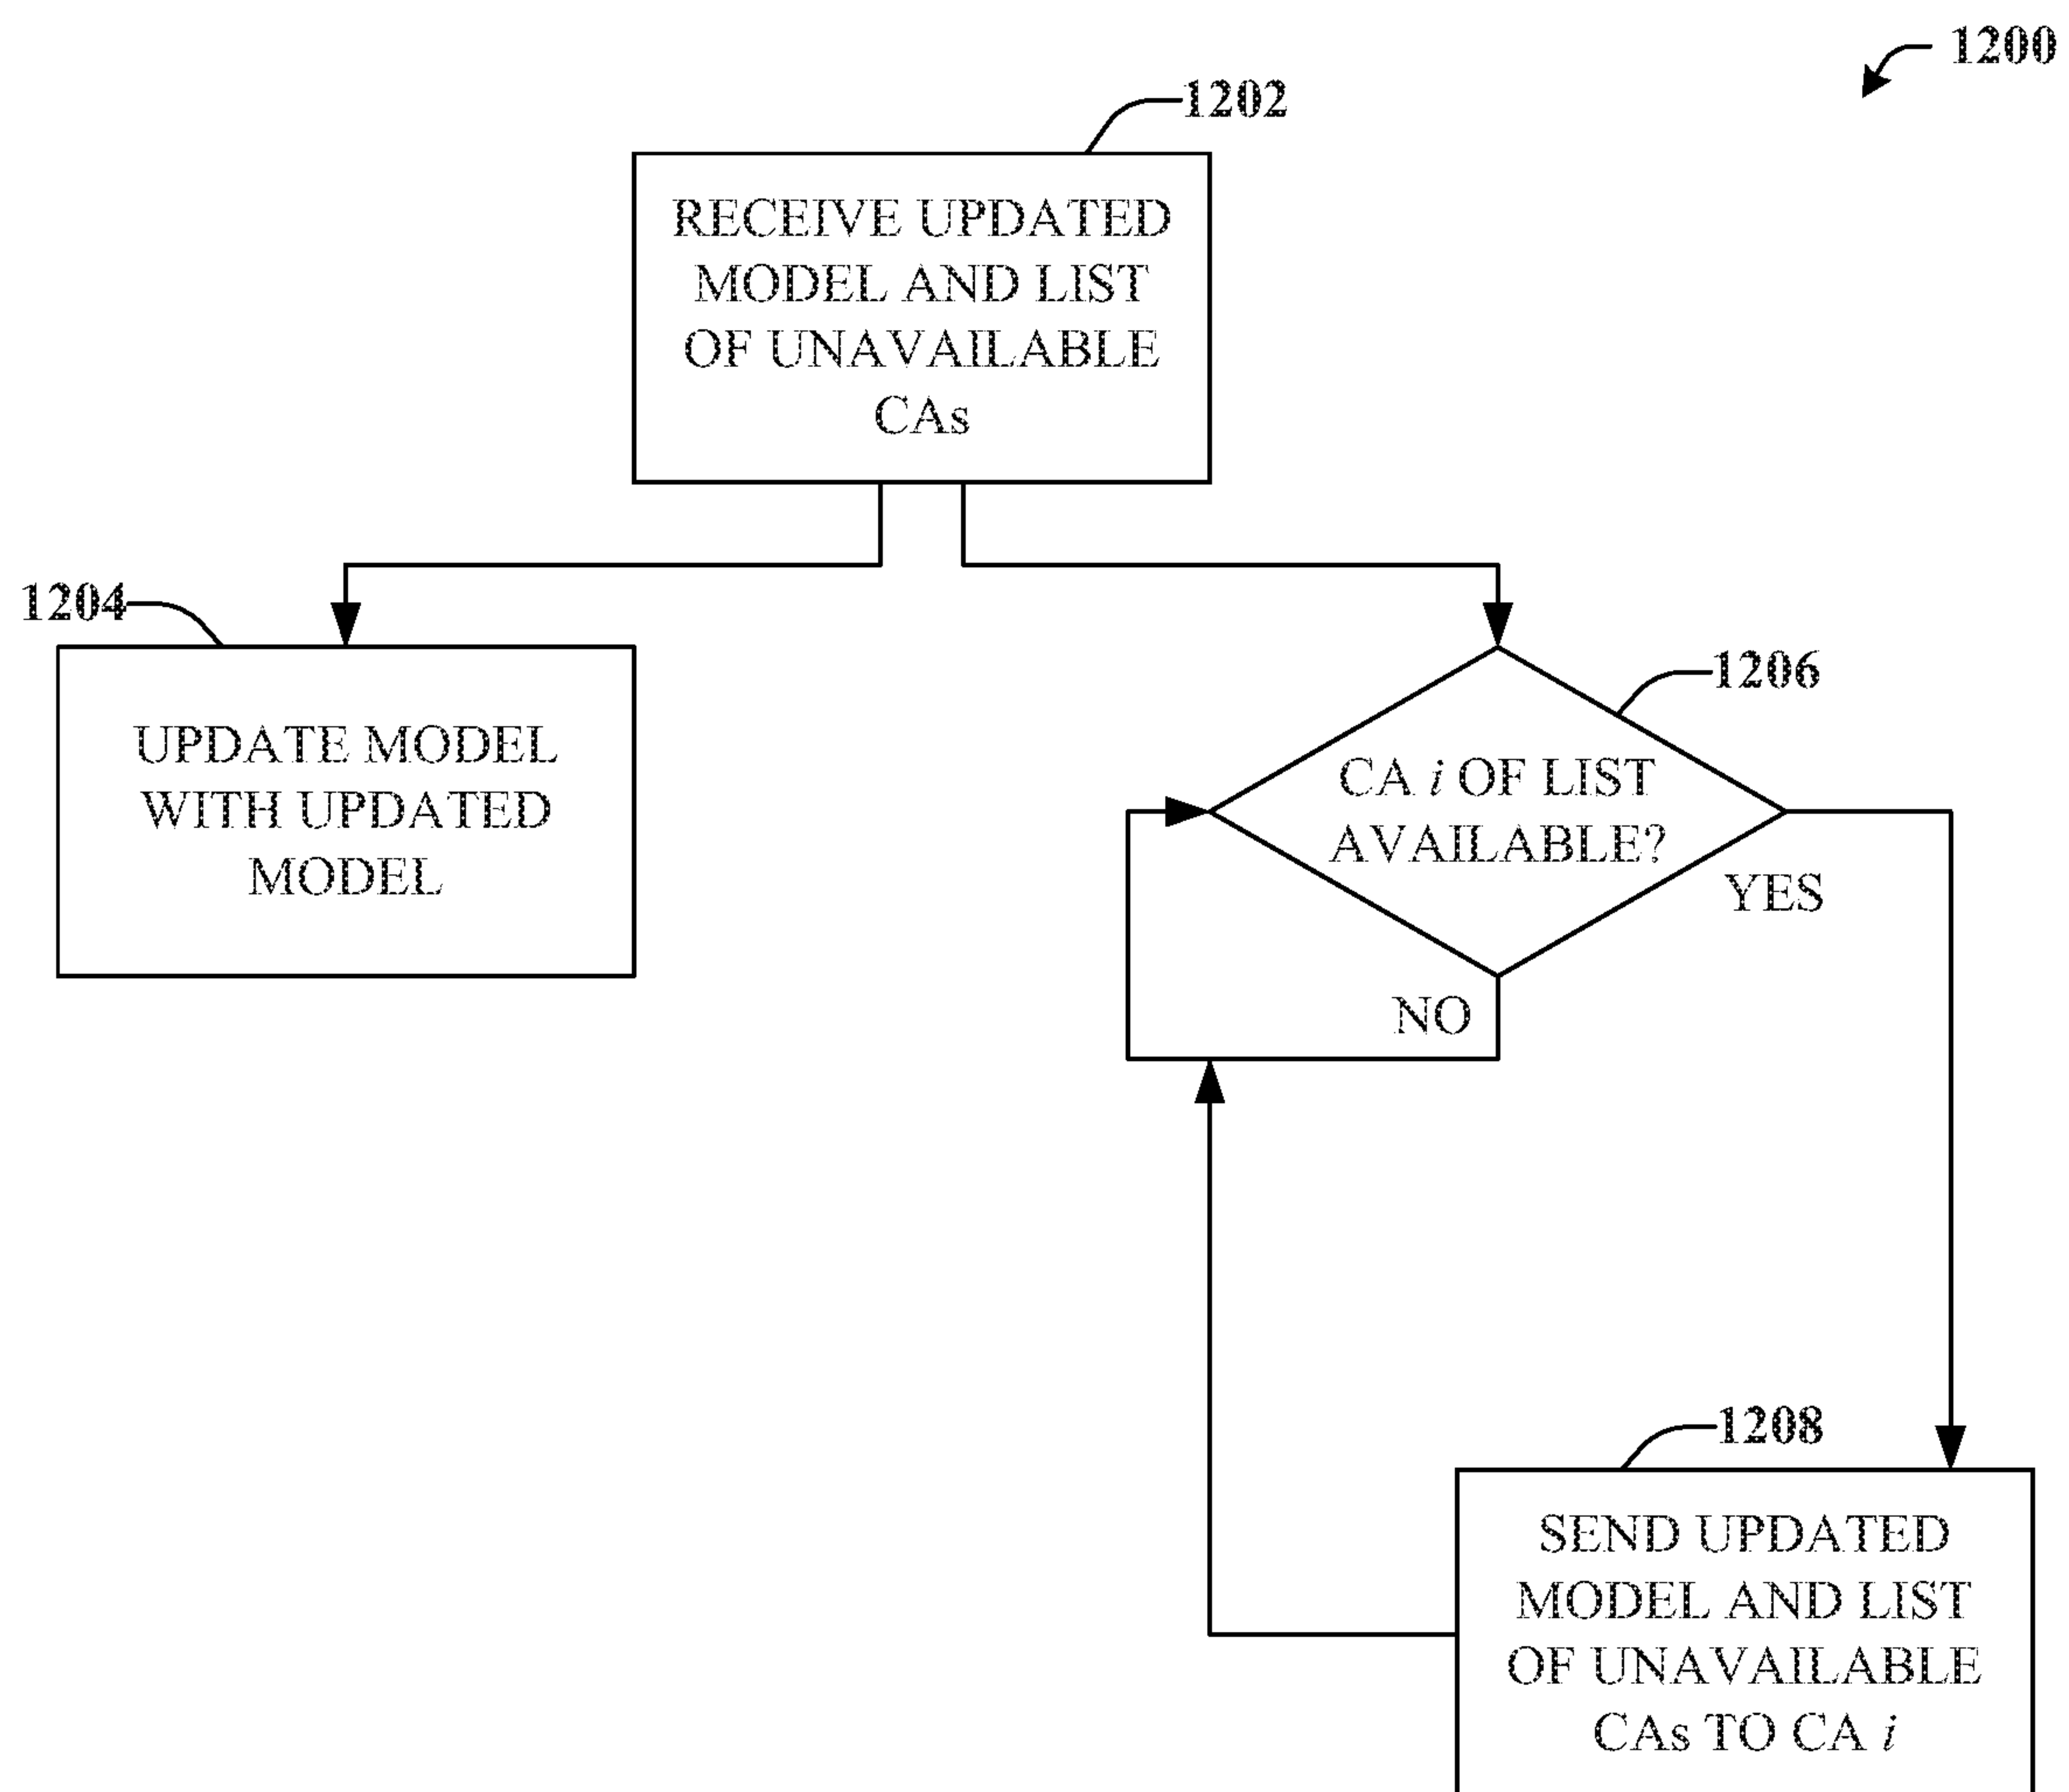 1200
1202
RECEIVE UPDATED
MODEL AND LIST
OF UNAVAILABLE
CAs
1204
UPDATE MODEL
WITH UPDATED
MODEL
1206
CA i OF LIST
AVAILABLE?
YES
NO
1208
SEND UPDATED
MODEL AND LIST
OF UNAVAILABLE
CAs TO CA i